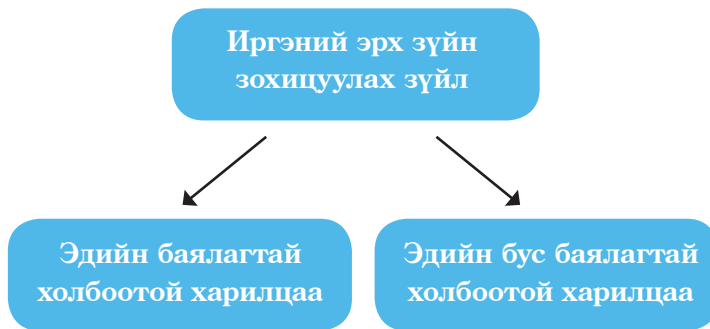 Иргэний эрх зүйн
зохицуулах зүйл
Эдийн баялагтай
холбоотой харилцаа
Эдийн бус баялагтай
холбоотой харилцаа